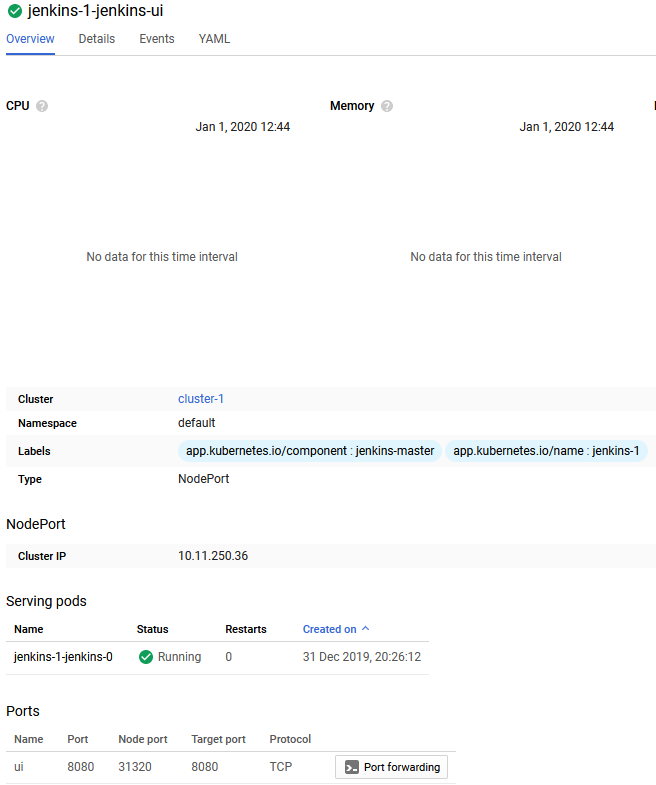 jenkins-1-jenkins-ui
Overview Details Events YAML
CPU ? Memory ?
Jan 1, 2020 12:44 Jan 1, 2020 12:44
No data for this time interval No data for this time interval
Cluster cluster-1
Namespace default
Labels app.kubernetes.io/component : jenkins-master app.kubernetes.io/name : jenkins-1
Type NodePort
NodePort
Cluster IP 10.11.250.36
Serving pods
Name Status Restarts Created on
jenkins-1-jenkins-0 Running 0 31 Dec 2019, 20:26:12
Ports
Name Port Node port Target port Protocol
ui 8080 31320 8080 TCP Port forwarding